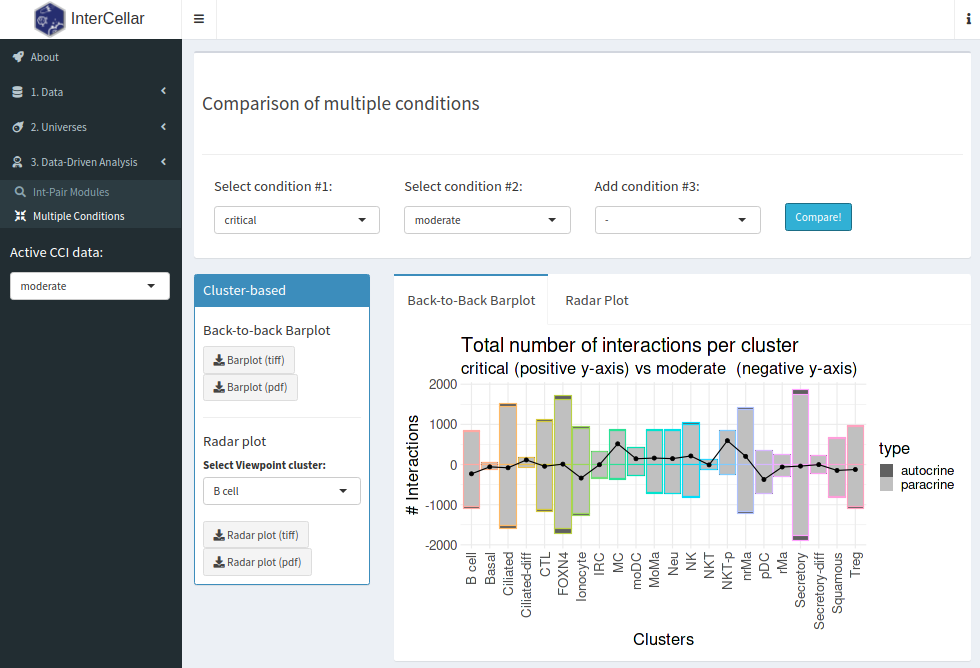 InterCellar
About
1. Data
2. Universes
3. Data-Driven Analysis
Int-Pair Modules
Multiple Conditions
Active CCI data:
moderate
Comparison of multiple conditions
Select condition #1:
Select condition #2:
Add condition #3:
critical
moderate
-
Compare!
Cluster-based
Back-to-back Barplot
Barplot (tiff)
Barplot (pdf)
Radar plot
Select Viewpoint cluster:
B cell
Radar plot (tiff)
Radar plot (pdf)
Back-to-Back Barplot
Radar Plot
Total number of interactions per cluster
critical (positive y-axis) vs moderate (negative y-axis)
# Interactions
2000
1000
0
-1000
-2000
B cell
Basal
Ciliated
Ciliated-diff
CTL
FOXN4
Ionocyte
IRC
MC
moDC
MoMa
Neu
NK
NKT
NKT-p
nrMa
pDC
rMa
Secretory
Secretory-diff
Squamous
Treg
Clusters
type
autocrine
paracrine